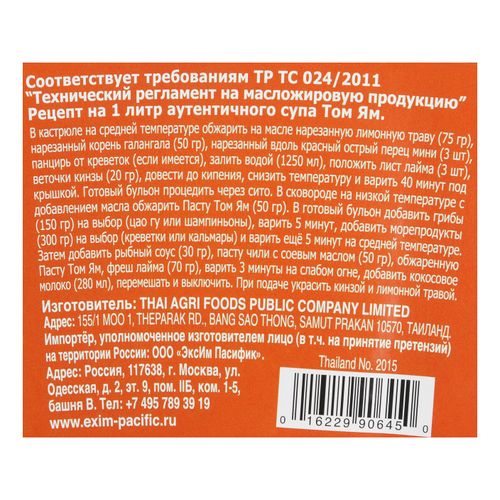 Соответствует требованиям ТР ТС 024/2011
"Технический регламент на масложировую продукцию"
Рецепт на 1 литр аутентичного супа Том Ям.
В кастрюле на средней температуре обжарить на масле нарезанную лимонную траву (75 гр),
нарезанный корень галангала (50 гр), нарезанный вдоль красный острый перец мини (3 шт),
панцирь от креветок (если имеется), залить водой (1250 мл), положить лист лайма (3 шт),
веточки кинзы (20 гр), довести до кипения, снизить температуру и варить 40 минут под
крышкой. Готовый бульон процедить через сито. В сковороде на низкой температуре с
добавлением масла обжарить Пасту Том Ям (50 гр). В готовый бульон добавить грибы
(150 гр) на выбор (цао гу или шампиньоны), варить 5 минут, добавить морепродукты
(300 гр) на выбор (креветки или кальмары) и варить ещё 5 минут на средней температуре.
Затем добавить рыбный соус (30 гр), пасту чили с соевым маслом (50 гр), обжаренную
Пасту Том Ям, фреш лайма (70 гр), варить 3 минуты на слабом огне, добавить кокосовое
молоко (280 мл), перемешать и выключить. При подаче украсить кинзой и лимонной травой.
Изготовитель: THAI AGRI FOODS PUBLIC COMPANY LIMITED
Адрес: 155/1 MOO 1, THEPARAK RD., BANG SAO THONG, SAMUT PRAKAN 10570, ТАИЛАНД.
Импортёр, уполномоченное изготовителем лицо (в т.ч. на принятие претензий)
на территории России: ООО «ЭксИм Пасифик».
Адрес: Россия, 117638, г. Москва, ул.
Одесская, д. 2, эт. 9, пом. IIБ, ком. 1-5,
башня В. Тел: +7 495 789 39 19
www.exim-pacific.ru
Thailand No. 2015
0 16229 90645 0